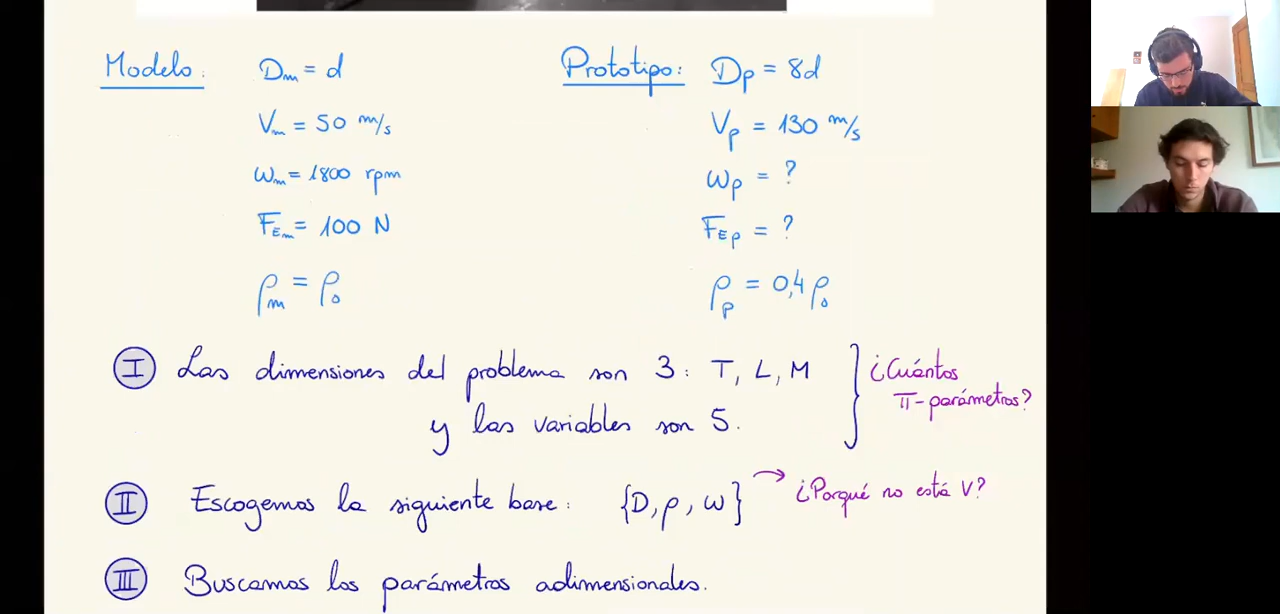 Modelo: Dm = d
Vm = 50 m/s
ωm = 1800 rpm
FEm = 100 N
ρm = ρ0
Prototipo: Dp = 8d
Vp = 130 m/s
ωp = ?
FEp = ?
ρp = 0,4 ρ0
I Las dimensiones del problema son 3: T, L, M
y las variables son 5.
¿Cuántos
π-parámetros?
II Escogemos la siguiente base: {D, ρ, ω} → ¿Porqué no está V?
III Buscamos los parámetros adimensionales.